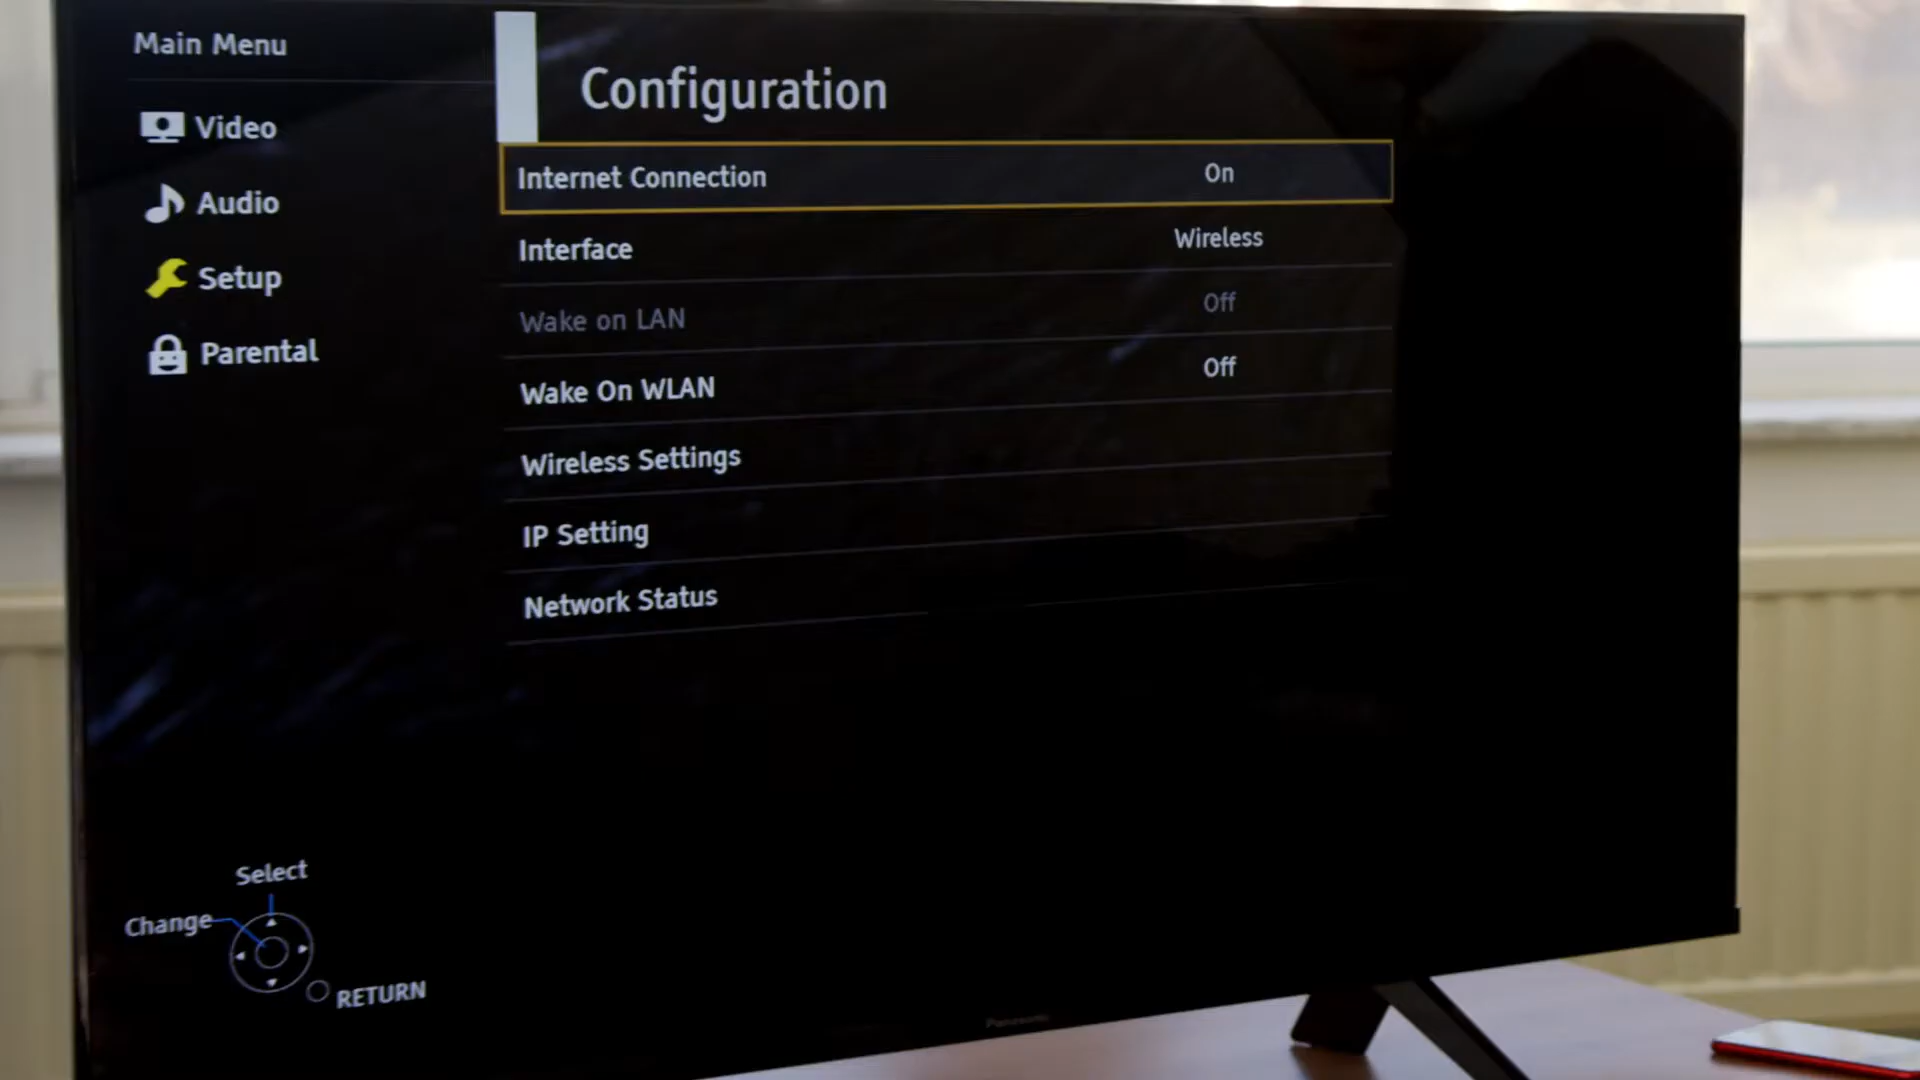 Main Menu
Video
Audio
Setup
Parental
Configuration
Internet Connection On
Interface Wireless
Wake on LAN Off
Wake On WLAN Off
Wireless Settings
IP Setting
Network Status
Select
Change
RETURN
Panasonic